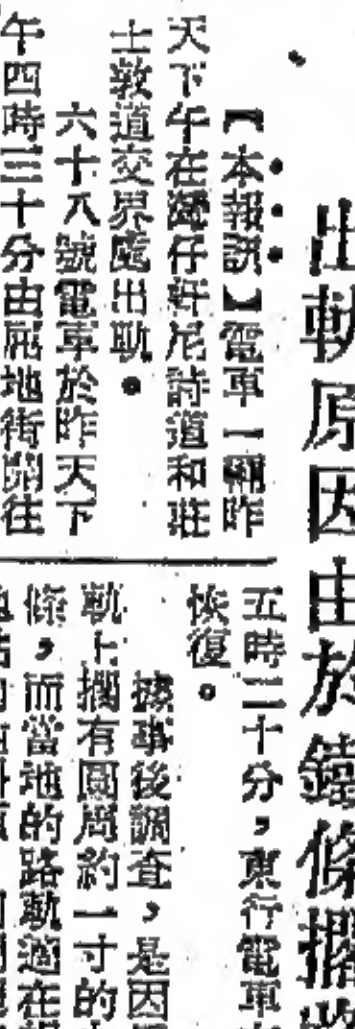 出軌原因由於鐵條擱
【本報訊】電車一輛昨
天下午在灣仔軒尼詩道和莊
士敦道交界處出軌。
六十八號電車於昨天下
午四時三十分由屈地街開往
五時二十分，東行電車
恢復。
據事後調查，是因
軌上擱有圓周約一寸的
條，而當地的路軌適在